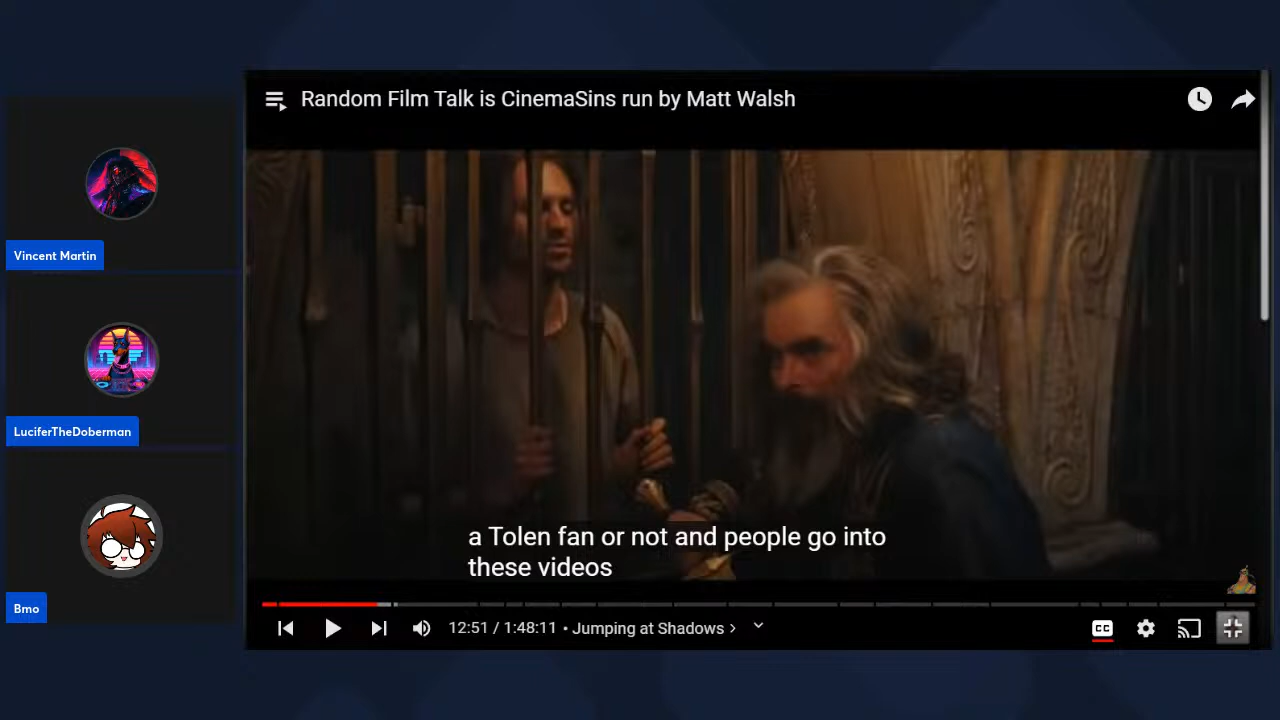 Random Film Talk is CinemaSins run by Matt Walsh
Vincent Martin
LuciferTheDoberman
Bmo
a Tolen fan or not and people go into
these videos
12:51 / 1:48:11 • Jumping at Shadows
CC